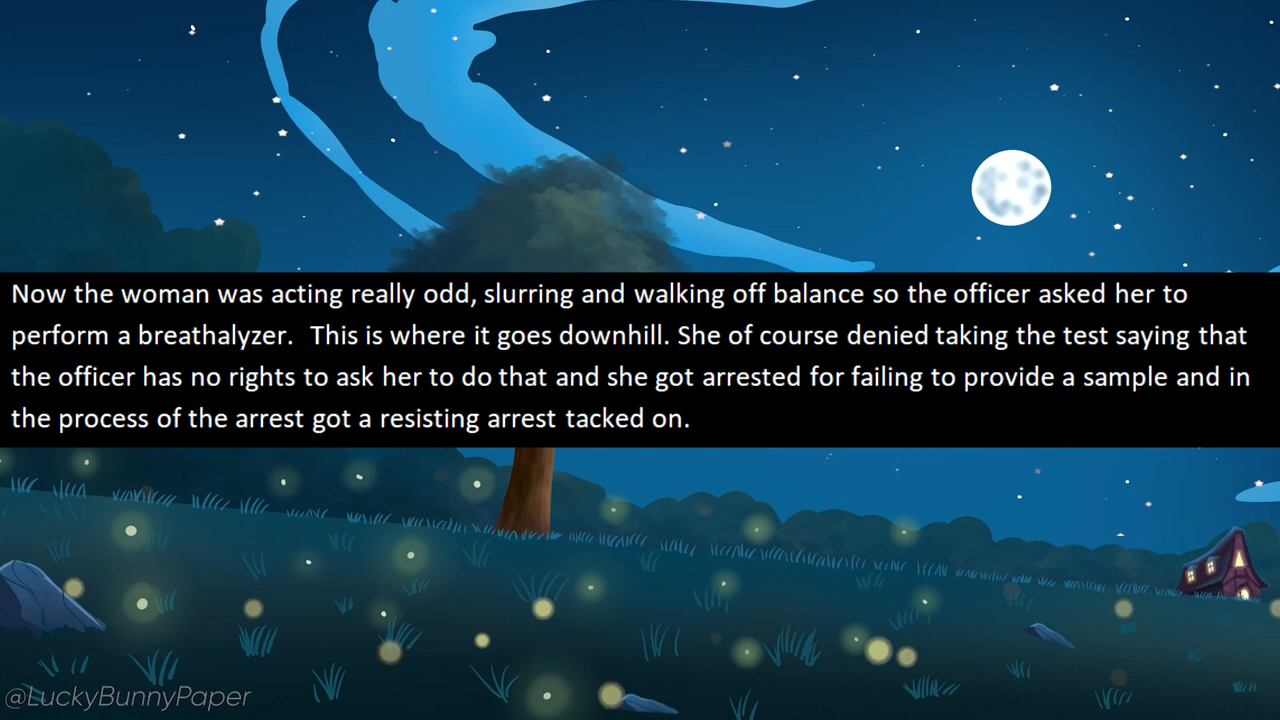 Now the woman was acting really odd, slurring and walking off balance so the officer asked her to
perform a breathalyzer.  This is where it goes downhill. She of course denied taking the test saying that
the officer has no rights to ask her to do that and she got arrested for failing to provide a sample and in
the process of the arrest got a resisting arrest tacked on.
@LuckyBunnyPaper